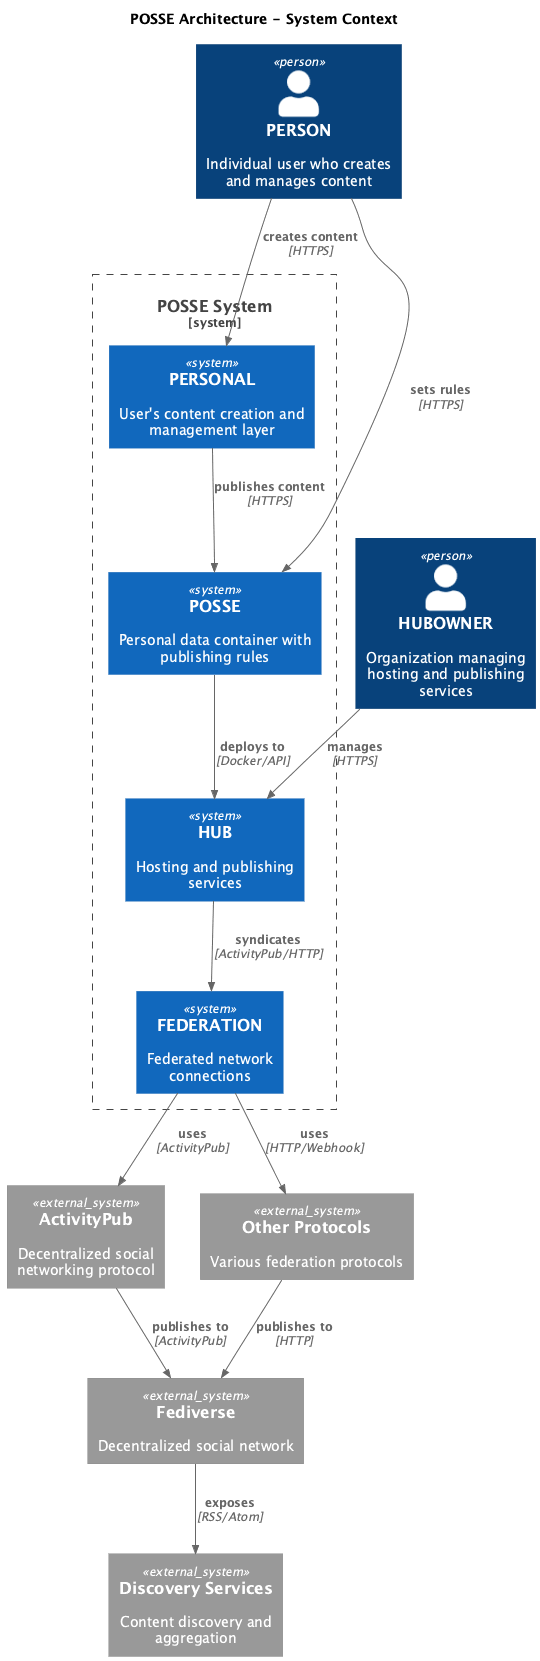 POSSE Architecture - System Context
«person»
PERSON
Individual user who creates
and manages content
creates content
[HTTPS]
POSSE System
[system]
«system»
PERSONAL
User's content creation and
management layer
sets rules
[HTTPS]
publishes content
[HTTPS]
«person»
HUBOWNER
Organization managing
hosting and publishing
services
«system»
POSSE
Personal data container with
publishing rules
deploys to
[Docker/API]
manages
[HTTPS]
«system»
HUB
Hosting and publishing
services
syndicates
[ActivityPub/HTTP]
«system»
FEDERATION
Federated network
connections
uses
[ActivityPub]
uses
[HTTP/Webhook]
«external_system»
ActivityPub
Decentralized social
networking protocol
«external_system»
Other Protocols
Various federation protocols
publishes to
[ActivityPub]
publishes to
[HTTP]
«external_system»
Fediverse
Decentralized social network
exposes
[RSS/Atom]
«external_system»
Discovery Services
Content discovery and
aggregation